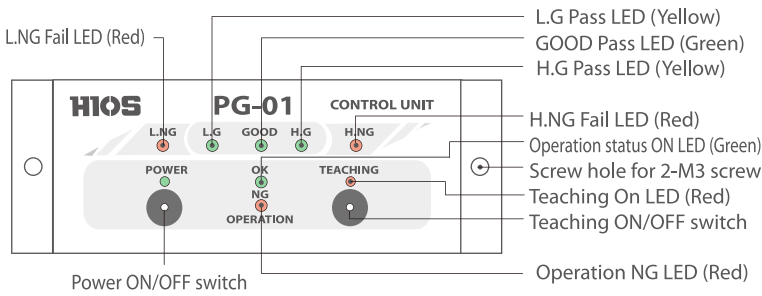 L.G Pass LED (Yellow)
L.NG Fail LED (Red)
GOOD Pass LED (Green)
H.G Pass LED (Yellow)
HIOS PG-01 CONTROL UNIT
H.NG Fail LED (Red)
L.NG L.G GOOD H.G H.NG
Operation status ON LED (Green)
POWER OK TEACHING
Screw hole for 2-M3 screw
Teaching On LED (Red)
NG
OPERATION
Teaching ON/OFF switch
Operation NG LED (Red)
Power ON/OFF switch